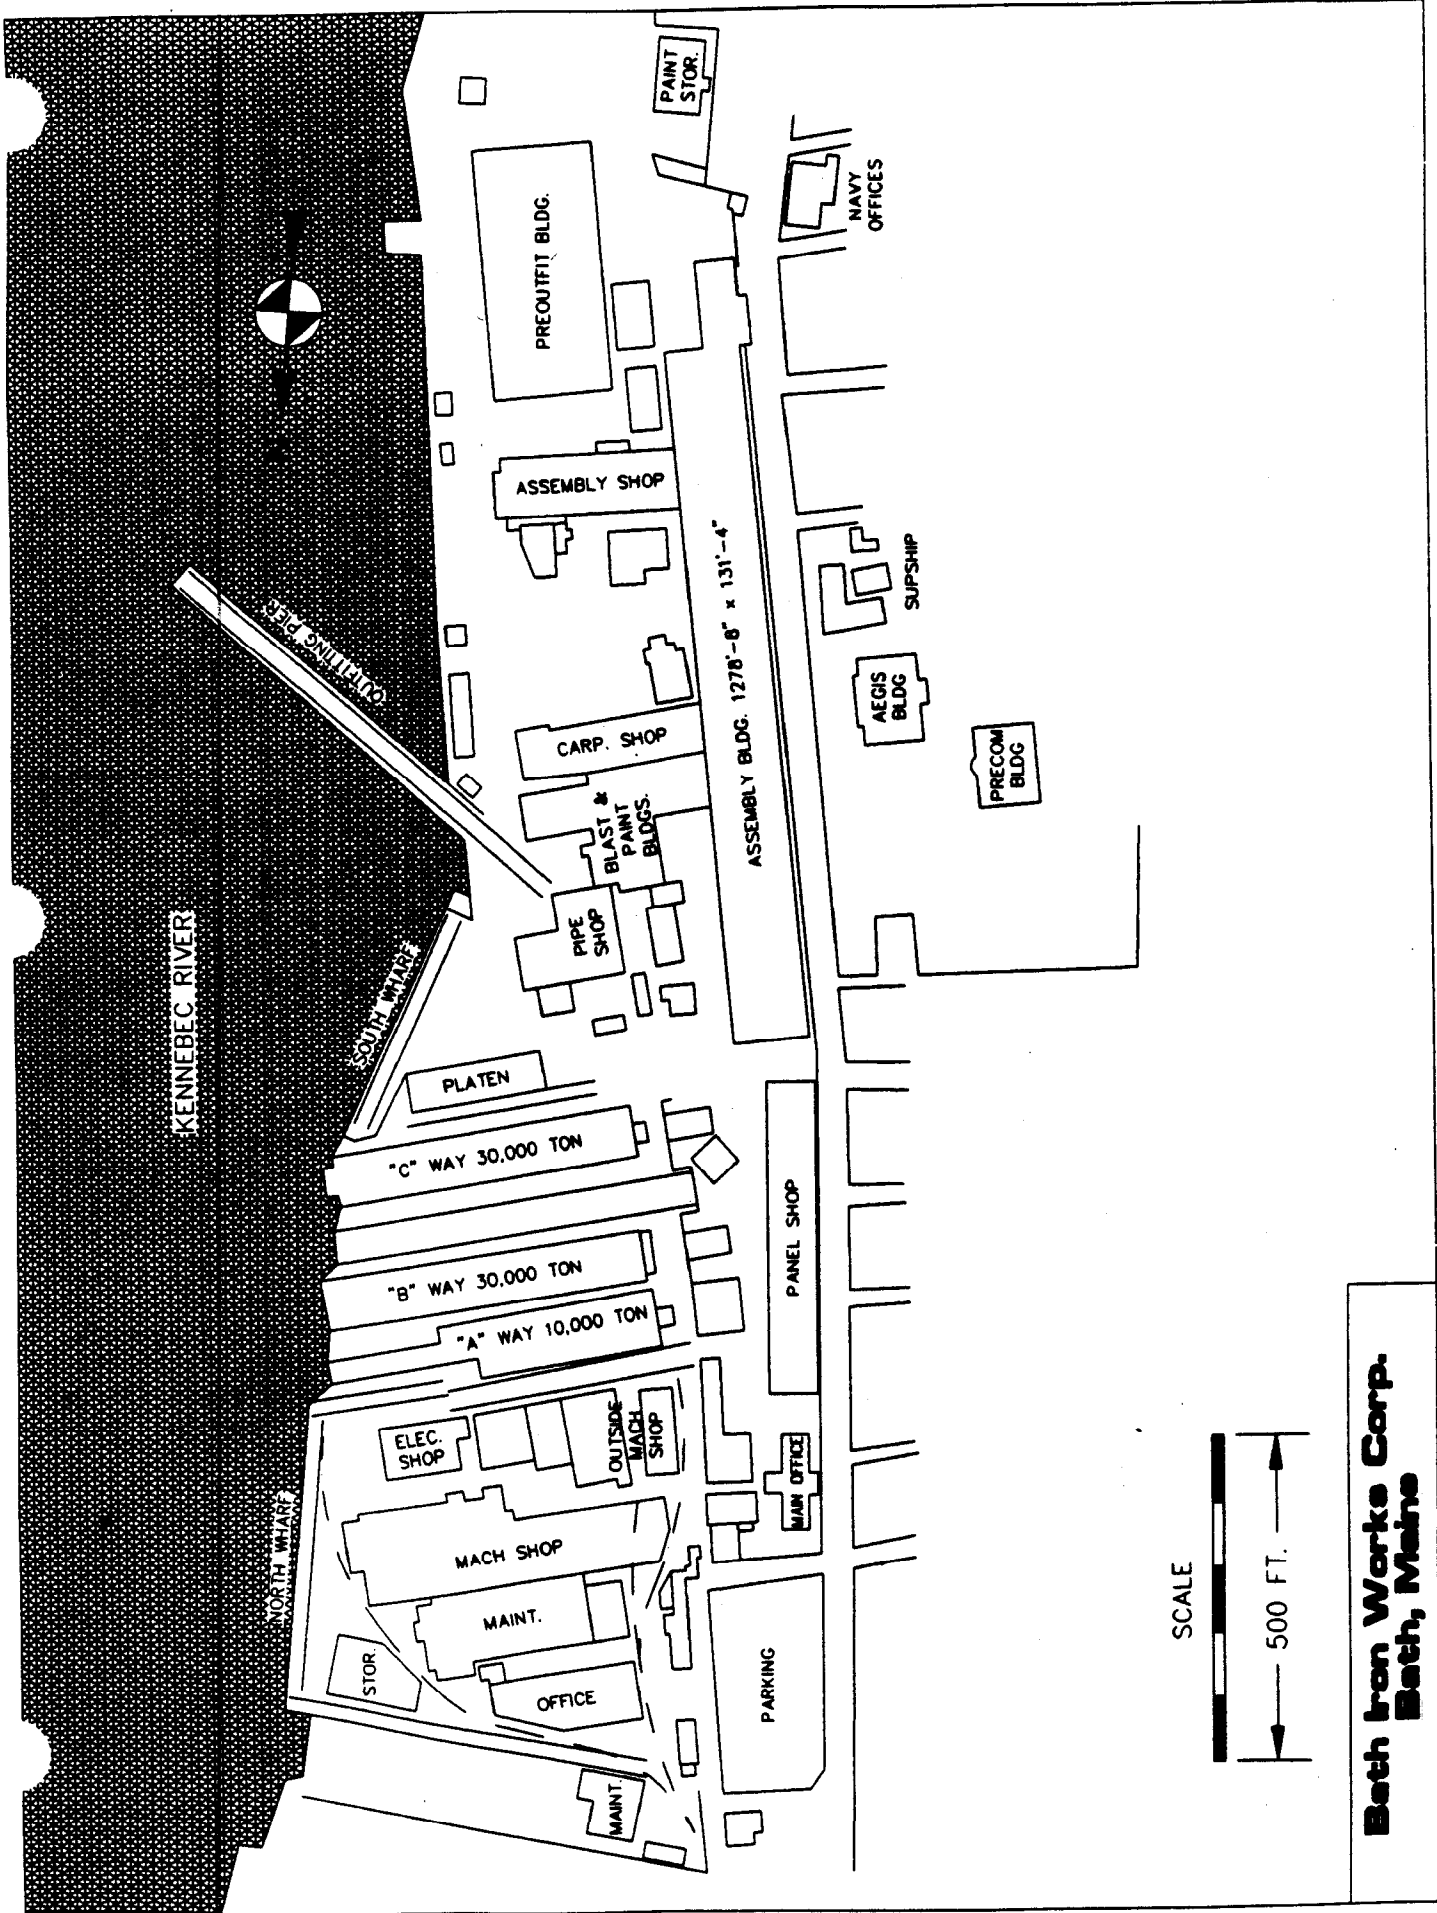 KENNEBEC RIVER
NORTH WHARF
SOUTH WHARF
OUTFITTING PIER
N
STOR.
MAINT.
OFFICE
MAINT.
MACH SHOP
ELEC.
SHOP
OUTSIDE
MACH
SHOP
"A" WAY 10,000 TON
"B" WAY 30,000 TON
"C" WAY 30,000 TON
PLATEN
PIPE
SHOP
BLAST &
PAINT
BLDGS.
CARP. SHOP
ASSEMBLY SHOP
PREOUTFIT BLDG.
PAINT
STOR.
PARKING
MAIN OFFICE
PANEL SHOP
ASSEMBLY BLDG. 1278'-8" x 131'-4"
NAVY
OFFICES
SUPSHIP
AEGIS
BLDG
PRECOM
BLDG
SCALE
500 FT.
Bath Iron Works Corp.
Bath, Maine